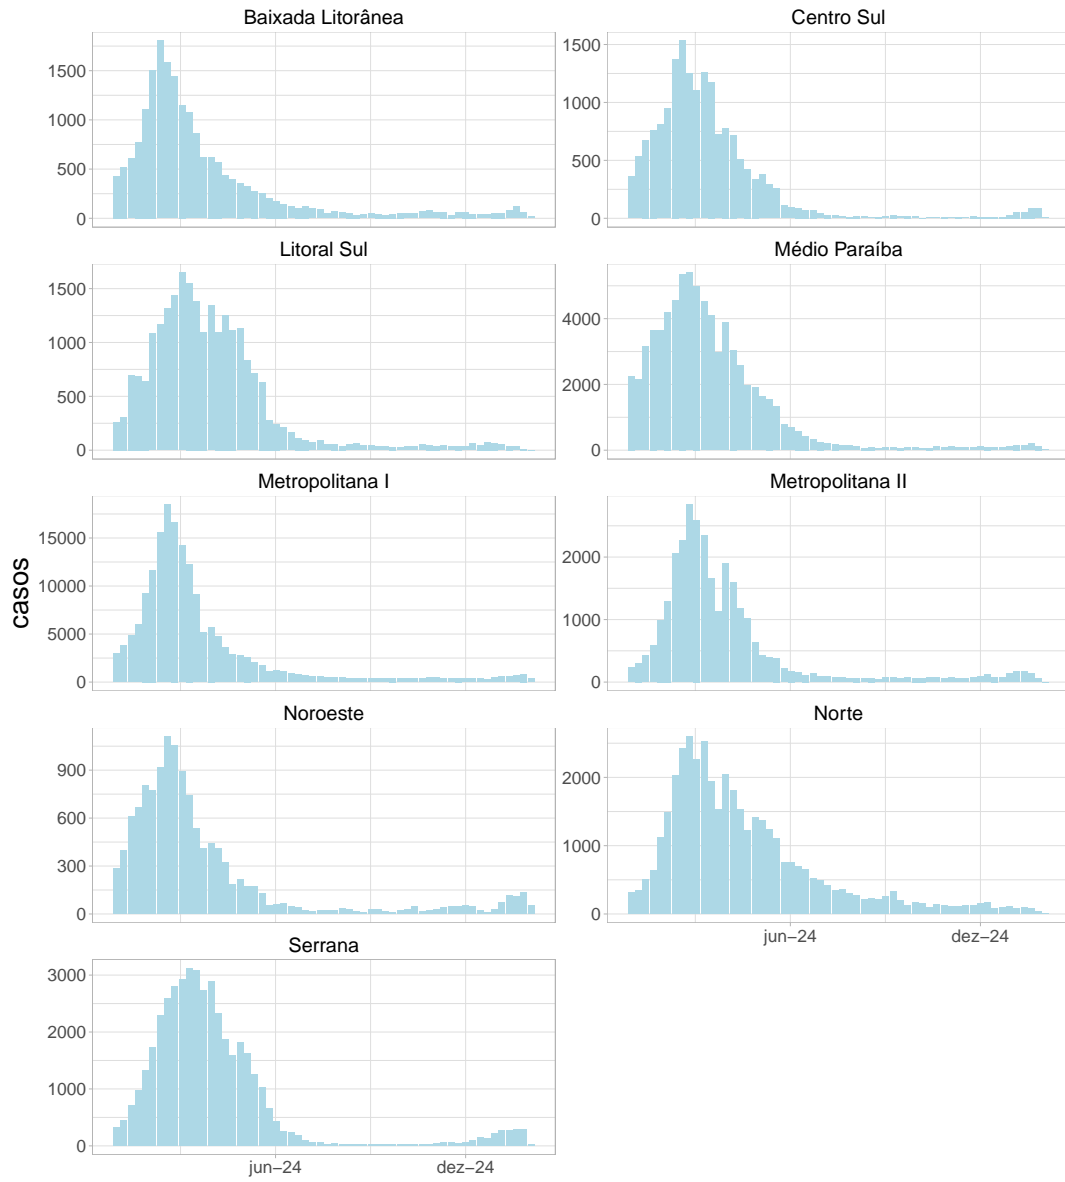 Baixada Litorânea
Centro Sul
1500
1000
500
0
1500
1000
500
0
Litoral Sul
Médio Paraíba
1500
1000
500
0
4000
2000
0
Metropolitana I
Metropolitana II
casos
15000
10000
5000
0
2000
1000
0
Noroeste
Norte
900
600
300
0
2000
1000
0
jun−24
dez−24
Serrana
3000
2000
1000
0
jun−24
dez−24